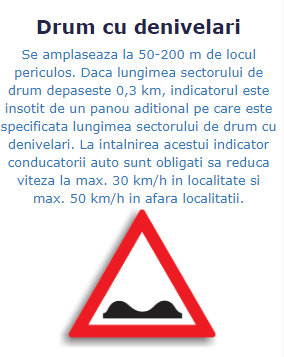 Drum cu denivelari
Se amplaseaza la 50-200 m de locul
periculos. Daca lungimea sectorului de
drum depaseste 0,3 km, indicatorul este
insotit de un panou aditional pe care este
specificata lungimea sectorului de drum cu
denivelari. La intalnirea acestui indicator
conducatorii auto sunt obligati sa reduca
viteza la max. 30 km/h in localitate si
max. 50 km/h in afara localitatii.